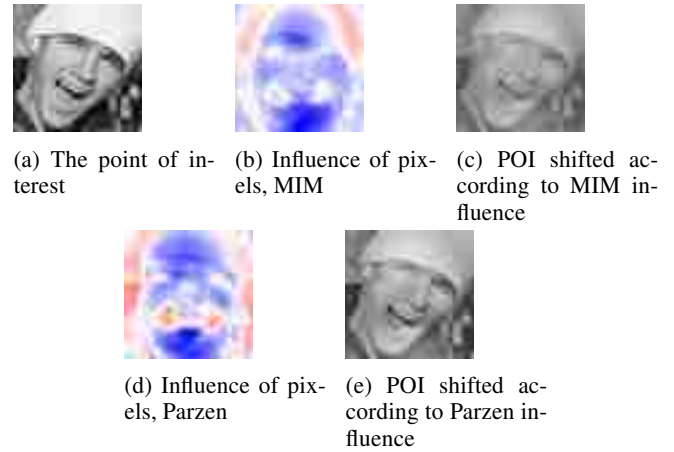 (a) The point of in-
terest
(b) Influence of pix-
els, MIM
(c) POI shifted ac-
cording to MIM in-
fluence
(d) Influence of pix-
els, Parzen
(e) POI shifted ac-
cording to Parzen in-
fluence